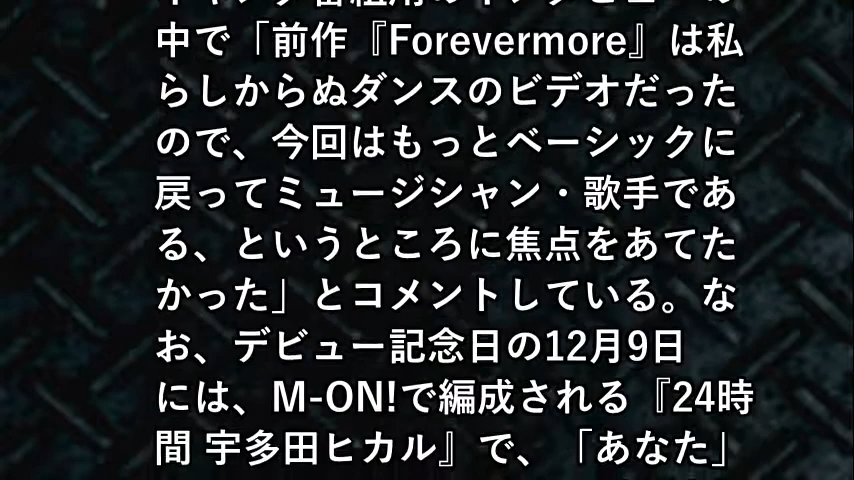 中で「前作『Forevermore』は私
らしからぬダンスのビデオだった
ので、今回はもっとベーシックに
戻ってミュージシャン・歌手であ
る、というところに焦点をあてた
かった」とコメントしている。な
お、デビュー記念日の12月9日
には、M-ON!で編成される『24時
間 宇多田ヒカル』で、「あなた」